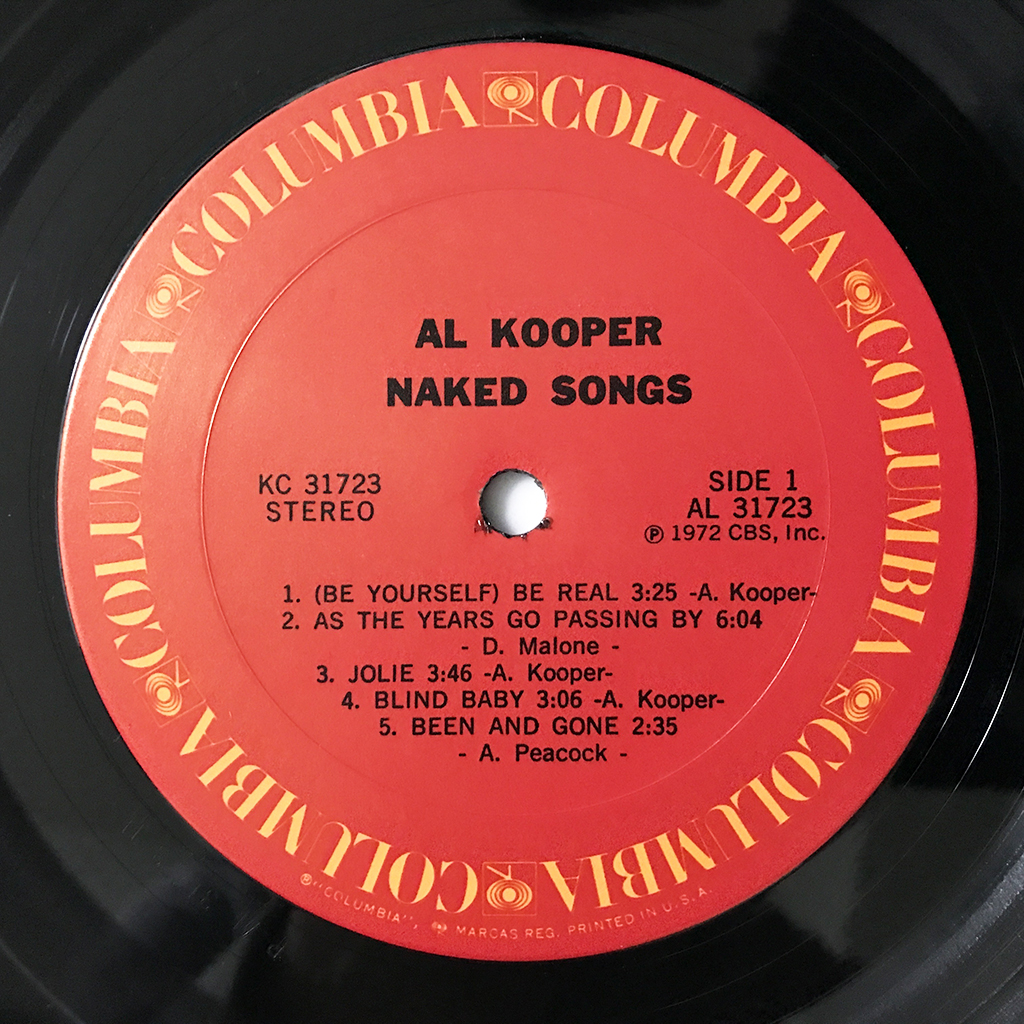 COLUMBIA COLUMBIA COLUMBIA COLUMBIA COLUMBIA COLUMBIA
AL KOOPER
NAKED SONGS
KC 31723
STEREO
SIDE 1
AL 31723
Ⓟ 1972 CBS, Inc.
1. (BE YOURSELF) BE REAL 3:25 -A. Kooper-
2. AS THE YEARS GO PASSING BY 6:04
- D. Malone -
3. JOLIE 3:46 -A. Kooper-
4. BLIND BABY 3:06 -A. Kooper-
5. BEEN AND GONE 2:35
- A. Peacock -
®"COLUMBIA", MARCAS REG. PRINTED IN U.S.A.